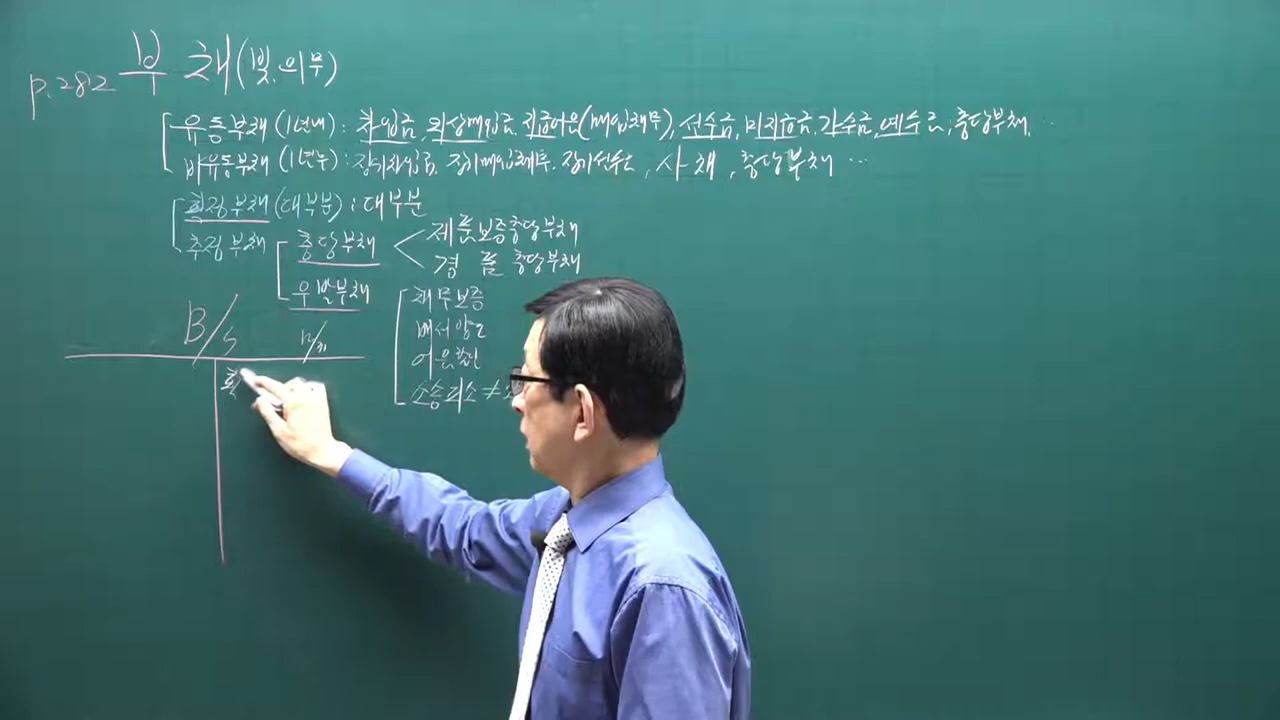 p.282 부 채 (빚, 의무)
유동부채 (1년내) : 차입금, 외상매입금, 지급어음(매입채무), 선수금, 미지급금, 가수금, 예수금, 충당부채, ...
비유동부채 (1년후) : 장기차입금, 장기매입채무, 장기선수금, 사채, 충당부채 ...
확정부채 (대부분) : 대부분
추정부채
충당부채
제품보증충당부채
경품충당부채
우발부채
채무보증
배서양도
어음할인
소송피소 ≠
B/S 12/31
확